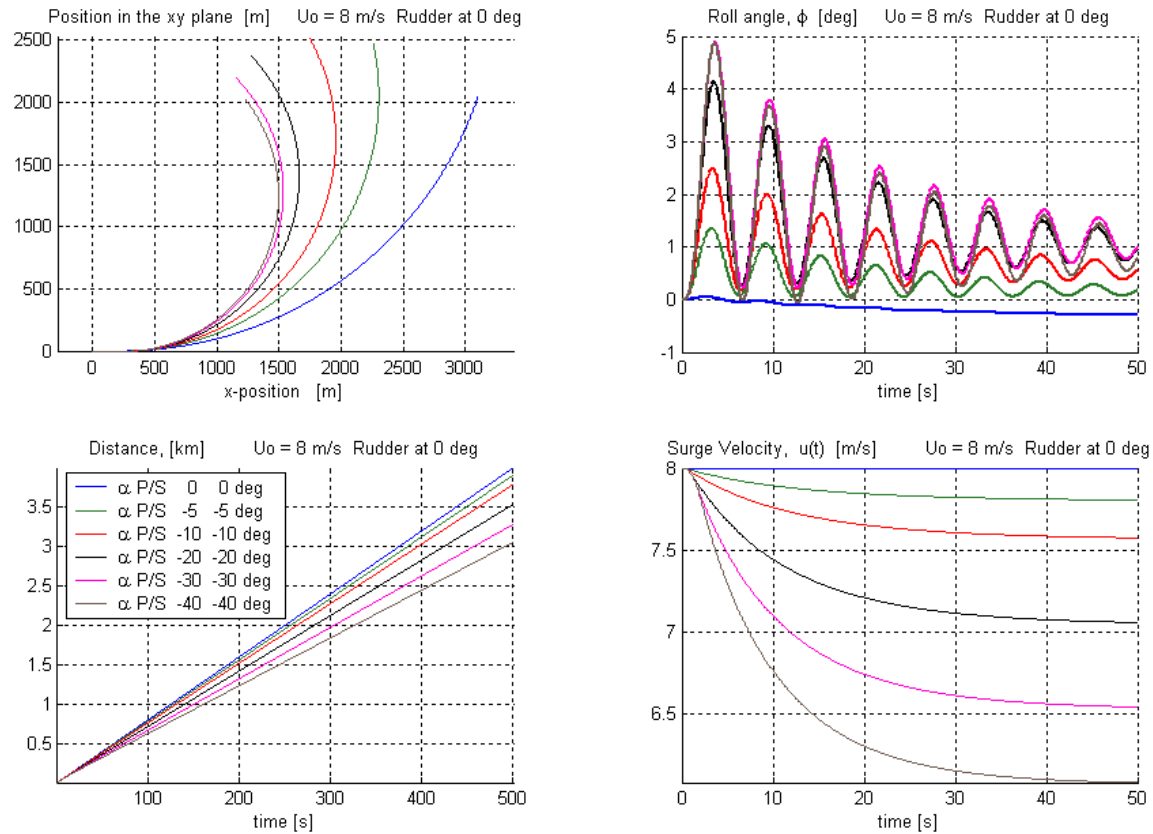 Position in the xy plane [m] Uo = 8 m/s Rudder at 0 deg
2500
2000
1500
1000
500
0
0 500 1000 1500 2000 2500 3000
x-position [m]
Roll angle, ϕ [deg] Uo = 8 m/s Rudder at 0 deg
5
4
3
2
1
0
-1
0 10 20 30 40 50
time [s]
Distance, [km] Uo = 8 m/s Rudder at 0 deg
3.5
3
2.5
2
1.5
1
0.5
α P/S 0 0 deg
α P/S -5 -5 deg
α P/S -10 -10 deg
α P/S -20 -20 deg
α P/S -30 -30 deg
α P/S -40 -40 deg
100 200 300 400 500
time [s]
Surge Velocity, u(t) [m/s] Uo = 8 m/s Rudder at 0 deg
8
7.5
7
6.5
0 10 20 30 40 50
time [s]